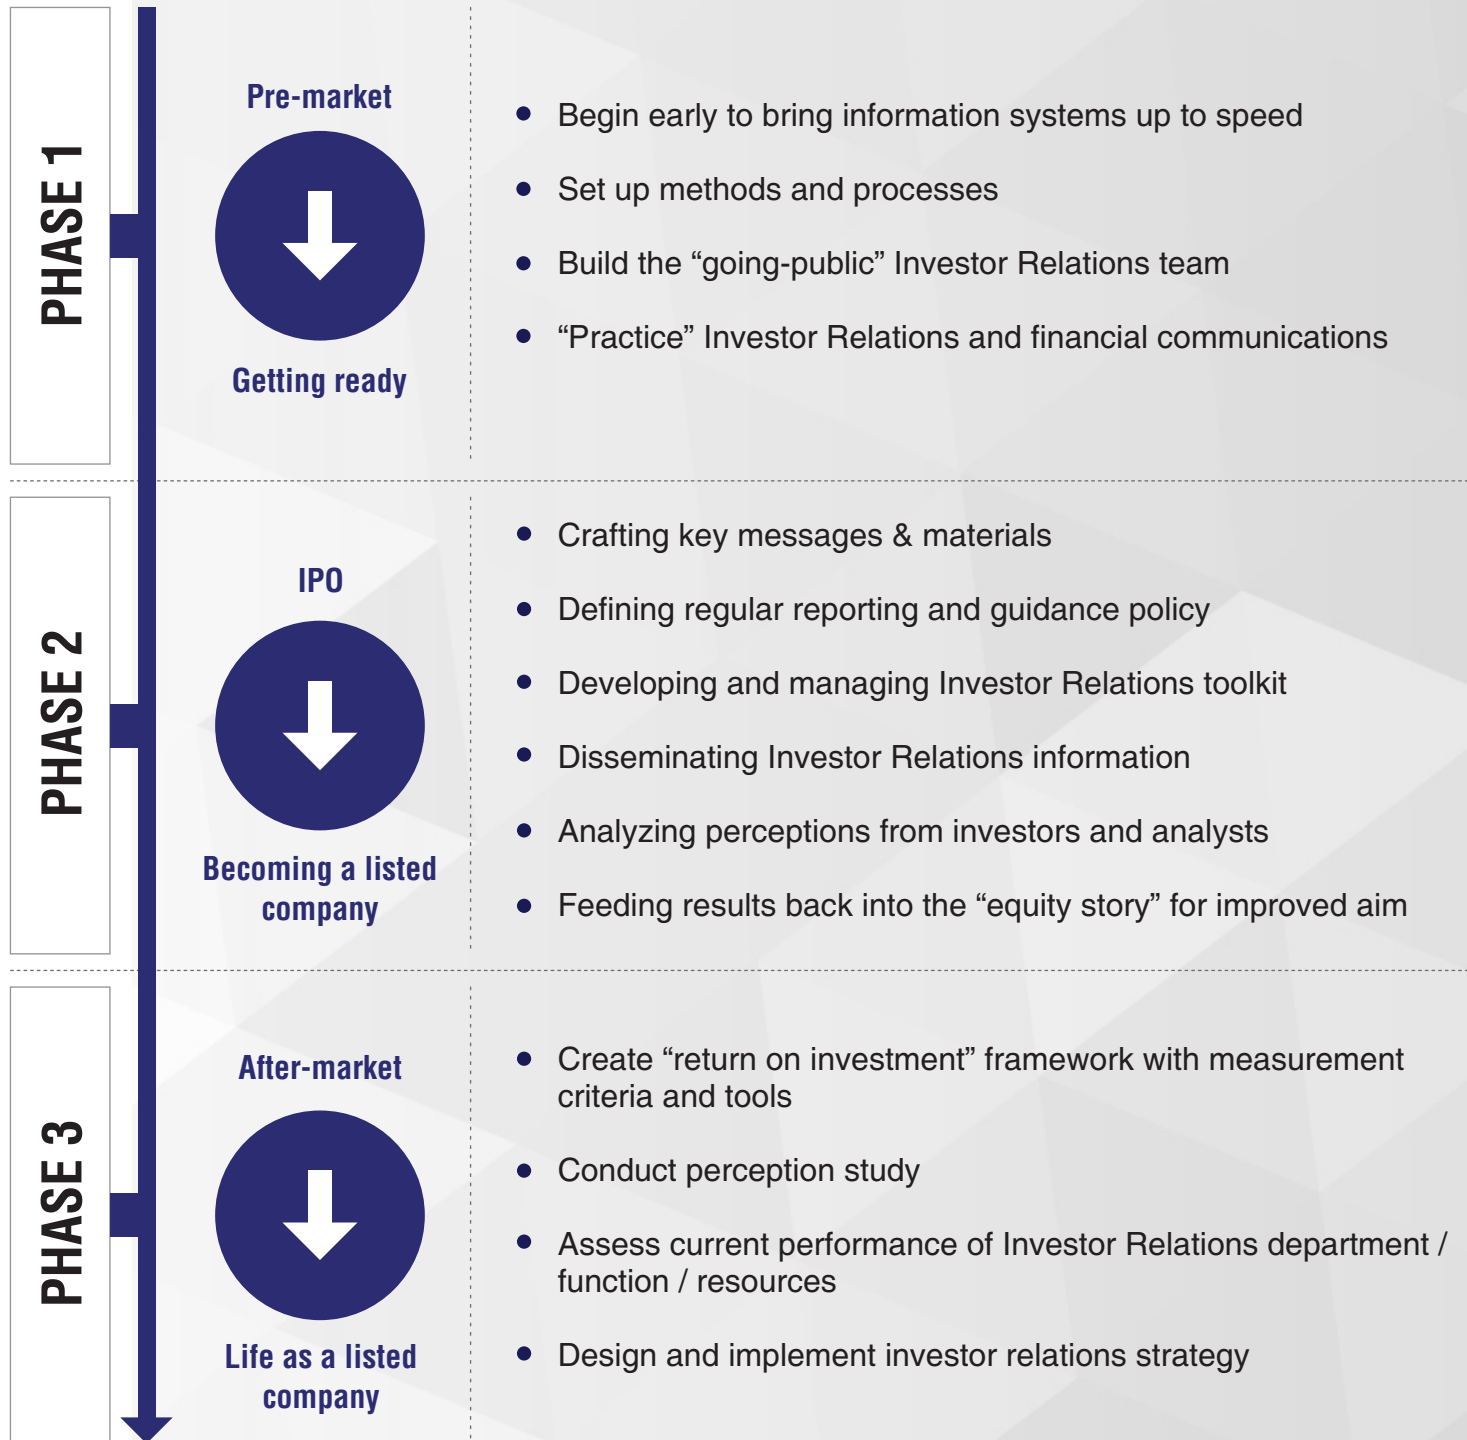 PHASE 1
Pre-market
Getting ready
Begin early to bring information systems up to speed
Set up methods and processes
Build the “going-public” Investor Relations team
“Practice” Investor Relations and financial communications
PHASE 2
IPO
Becoming a listed
company
Crafting key messages & materials
Defining regular reporting and guidance policy
Developing and managing Investor Relations toolkit
Disseminating Investor Relations information
Analyzing perceptions from investors and analysts
Feeding results back into the “equity story” for improved aim
PHASE 3
After-market
Life as a listed
company
Create “return on investment” framework with measurement
criteria and tools
Conduct perception study
Assess current performance of Investor Relations department /
function / resources
Design and implement investor relations strategy